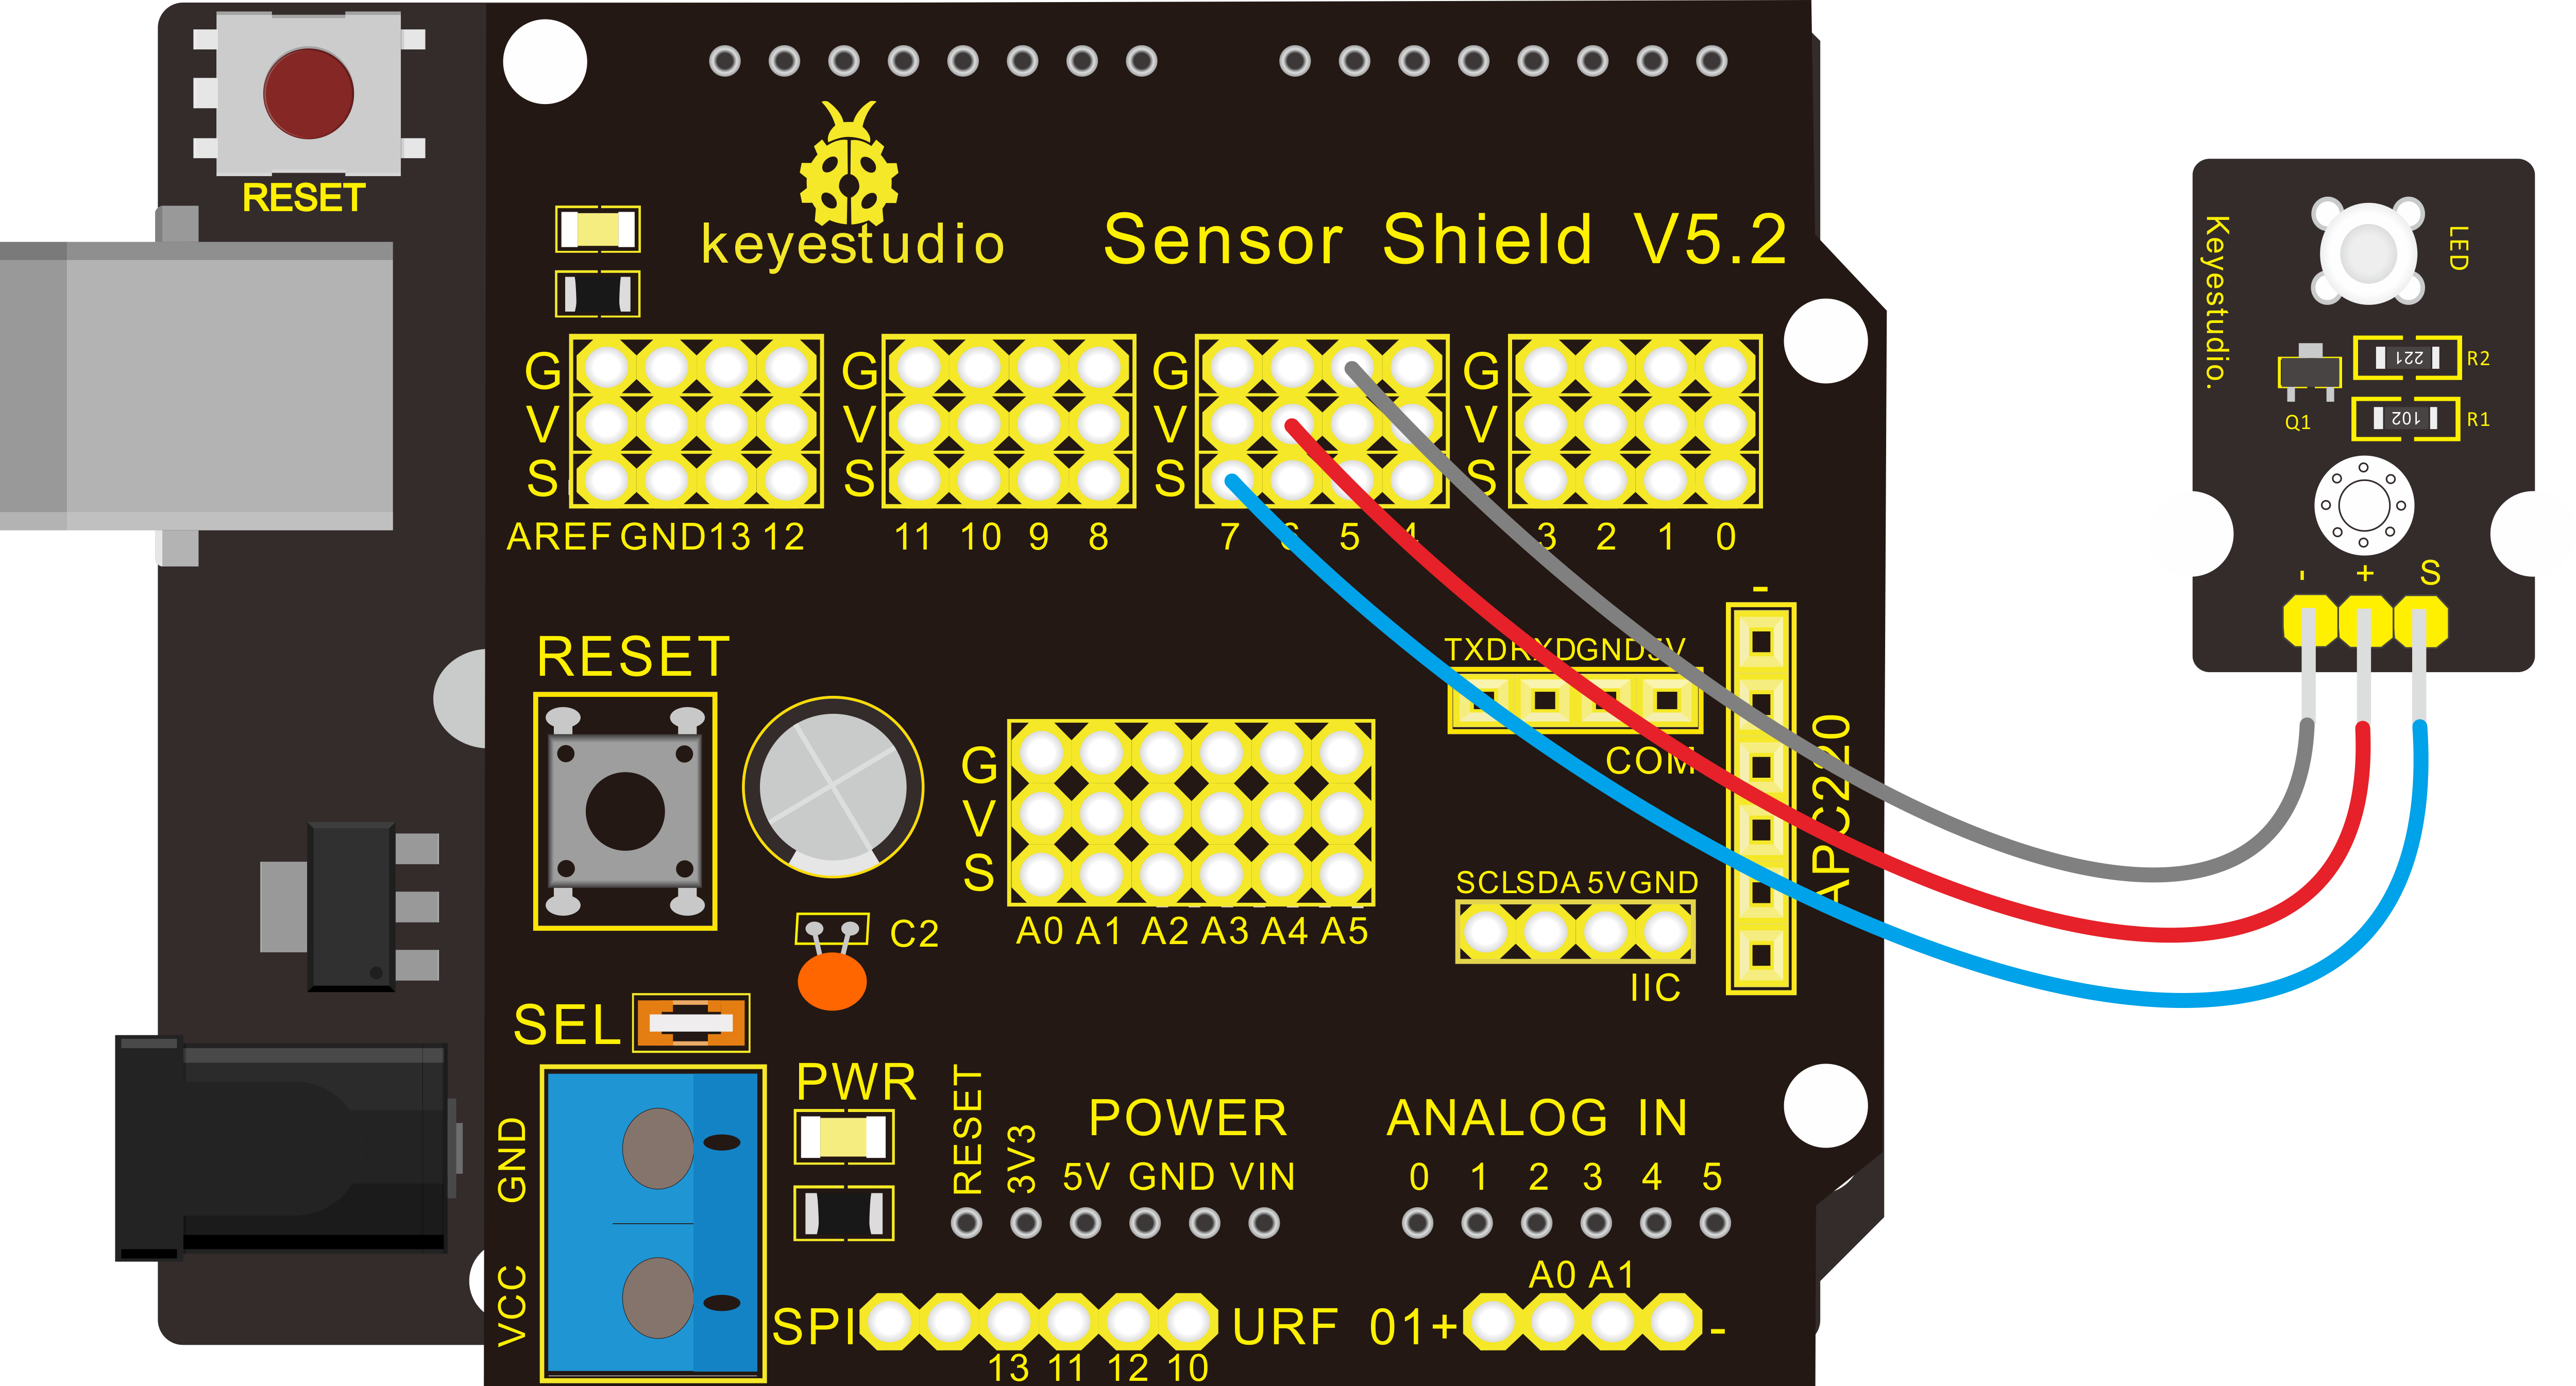 RESET
keyestudio
Sensor Shield V5.2
G G G G
V V V V
S S S S
AREF GND 13 12 11 10 9 8 7 6 5 4 3 2 1 0
-
RESET
TXD RXD GND 5V
COM
APC220
G
V
S
A0 A1 A2 A3 A4 A5
C2
SCL SDA 5V GND
IIC
SEL
PWR
GND
VCC
RESET
3V3
POWER
5V GND VIN
ANALOG IN
0 1 2 3 4 5
A0 A1
SPI
13 11 12 10
URF 01+ -
Keyestudio.
LED
221 R2
102 R1
Q1
- + S